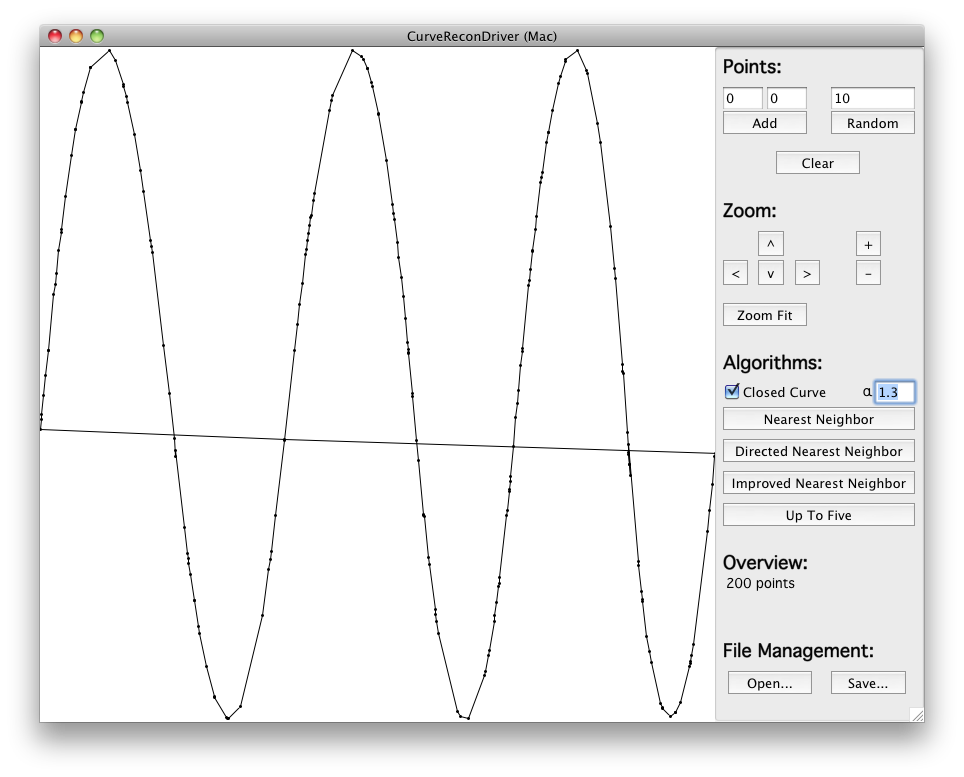 CurveReconDriver (Mac)
Points:
0 0 10
Add Random
Clear
Zoom:
^ +
< v > -
Zoom Fit
Algorithms:
Closed Curve α 1.3
Nearest Neighbor
Directed Nearest Neighbor
Improved Nearest Neighbor
Up To Five
Overview:
200 points
File Management:
Open... Save...